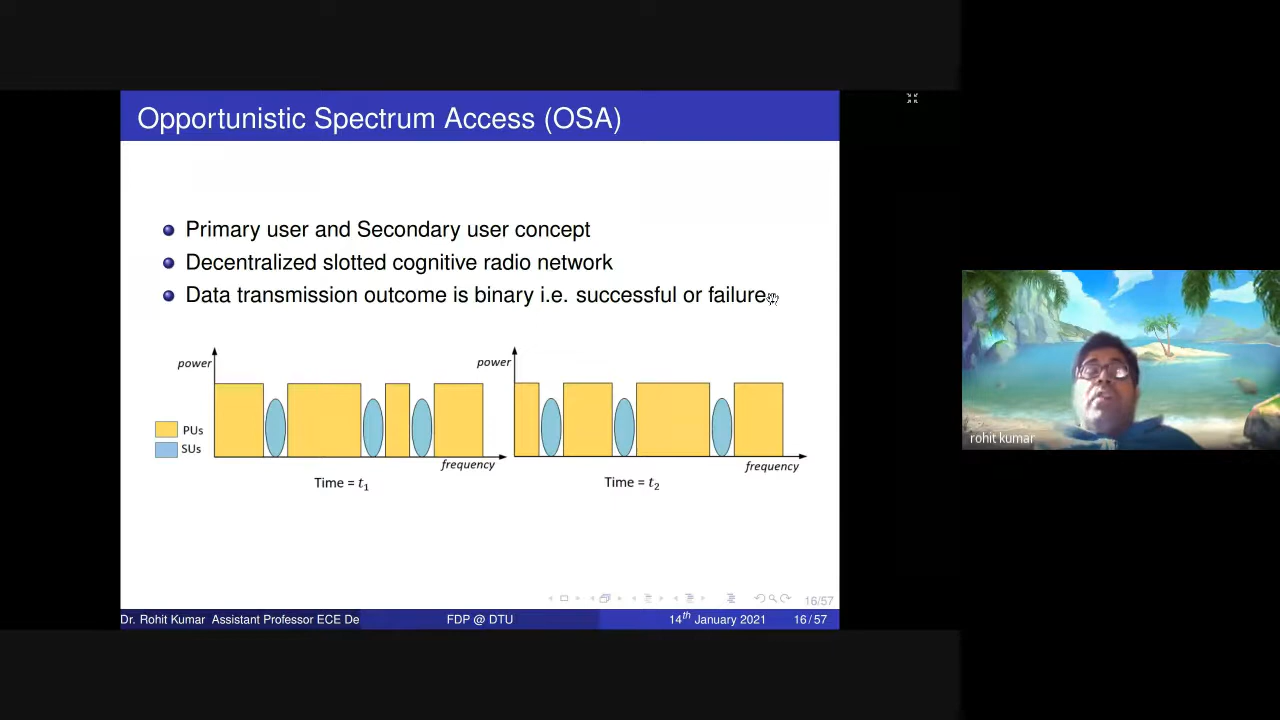 Opportunistic Spectrum Access (OSA)
Primary user and Secondary user concept
Decentralized slotted cognitive radio network
Data transmission outcome is binary i.e. successful or failure
power
PUs
SUs
frequency
Time = t1
power
frequency
Time = t2
rohit kumar
16/57
Dr. Rohit Kumar Assistant Professor ECE De
FDP @ DTU
14th January 2021
16 / 57